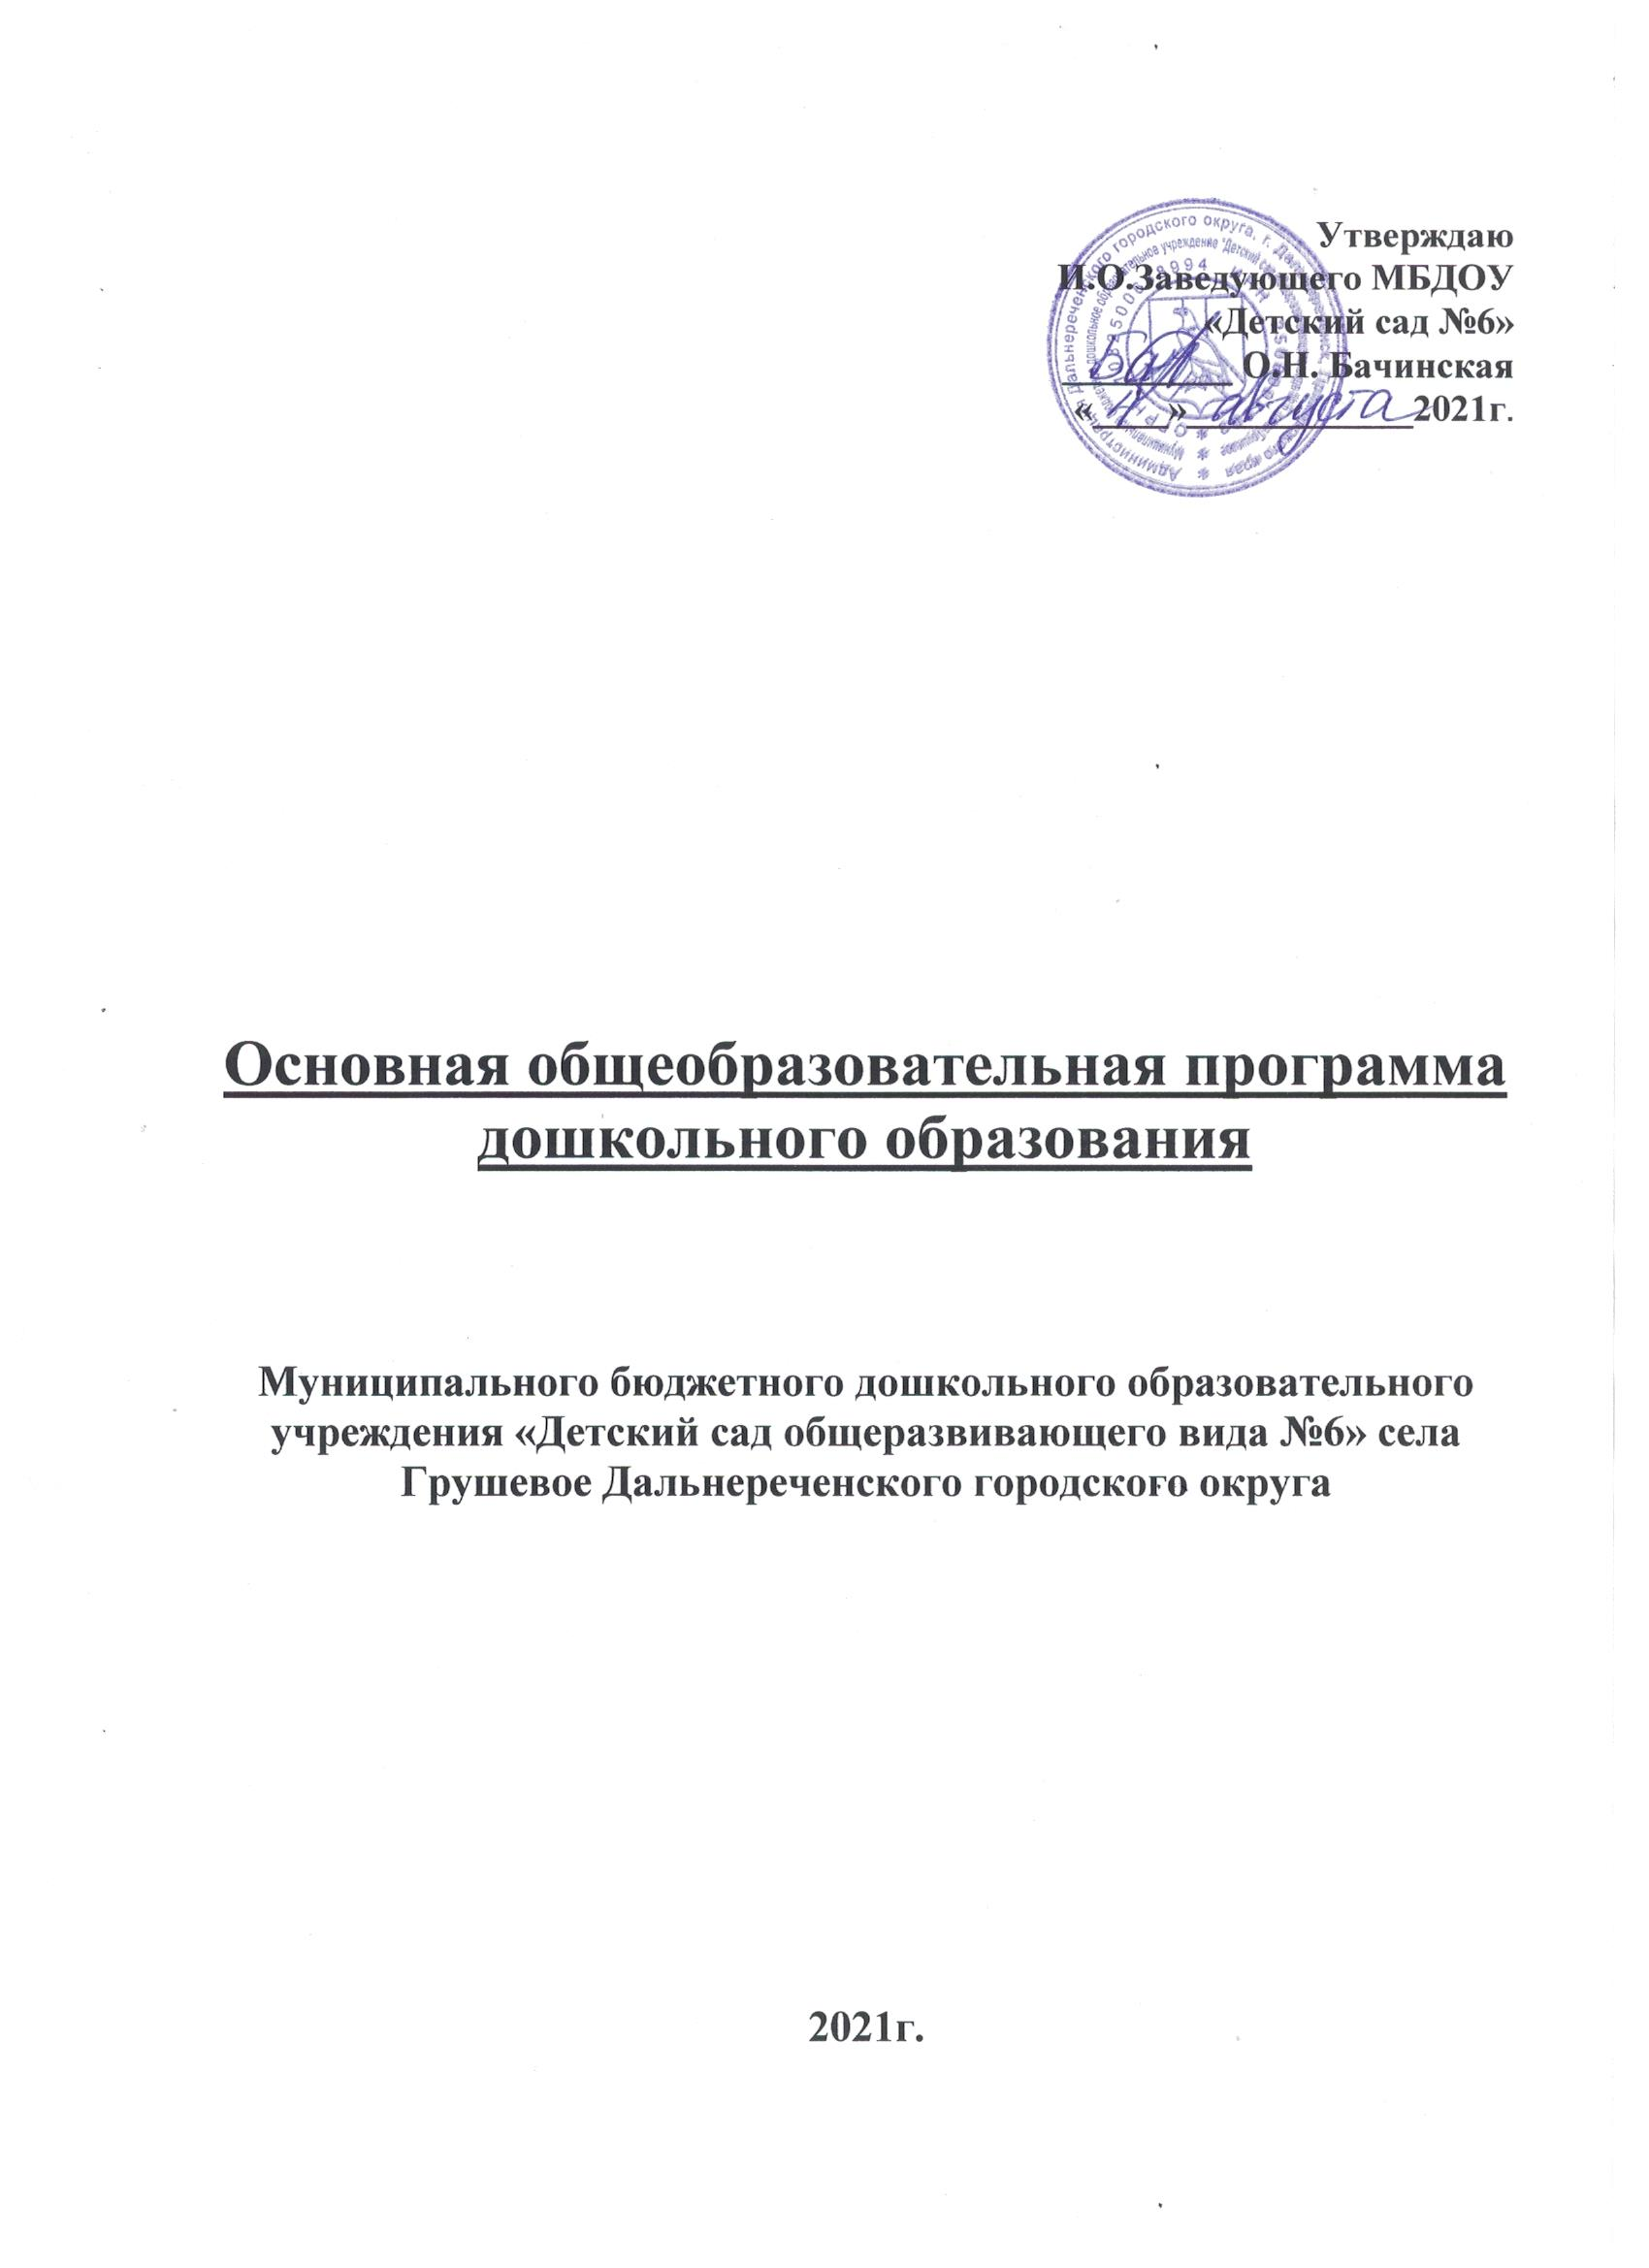 Утверждаю
И.О.Заведующего МБДОУ
«Детский сад №6»
О.Н. Бачинская
« » августа 2021г.
Основная общеобразовательная программа
дошкольного образования
Муниципального бюджетного дошкольного образовательного
учреждения «Детский сад общеразвивающего вида №6» села
Грушевое Дальнереченского городского округа
2021г.